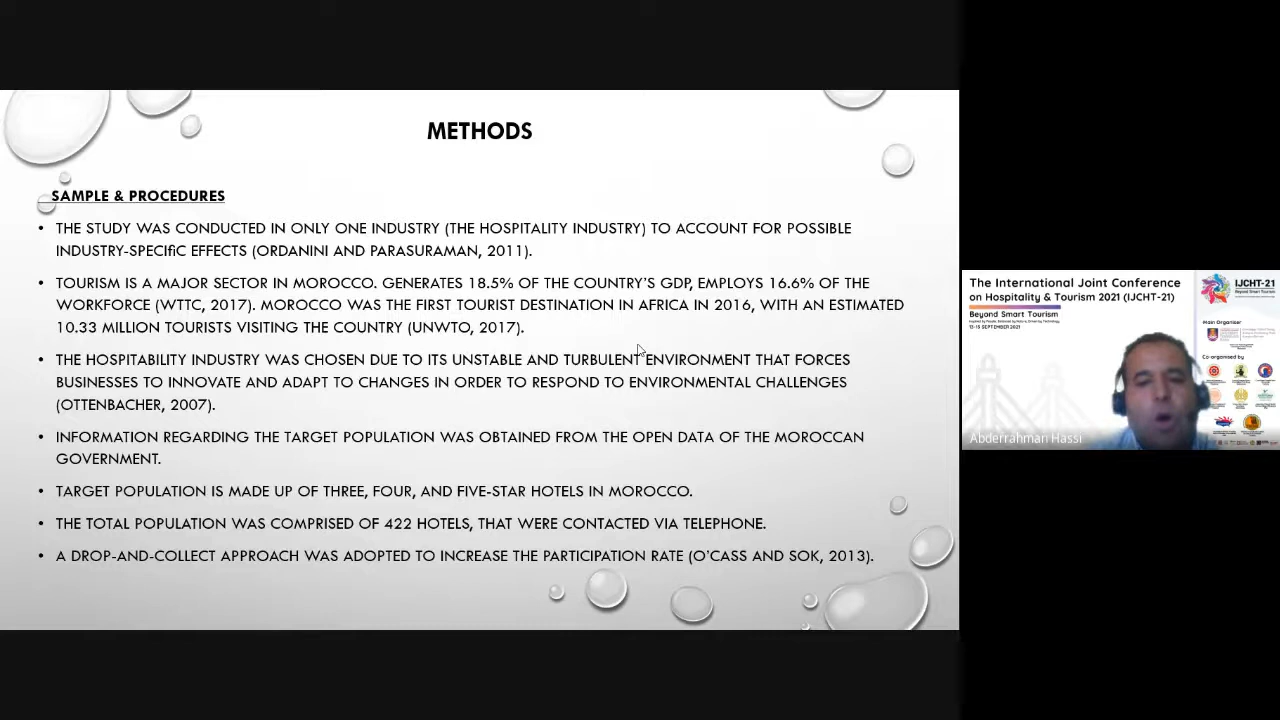 METHODS
SAMPLE & PROCEDURES
• THE STUDY WAS CONDUCTED IN ONLY ONE INDUSTRY (THE HOSPITALITY INDUSTRY) TO ACCOUNT FOR POSSIBLE
INDUSTRY-SPECIfiC EFFECTS (ORDANINI AND PARASURAMAN, 2011).
• TOURISM IS A MAJOR SECTOR IN MOROCCO. GENERATES 18.5% OF THE COUNTRY'S GDP, EMPLOYS 16.6% OF THE
WORKFORCE (WTTC, 2017). MOROCCO WAS THE FIRST TOURIST DESTINATION IN AFRICA IN 2016, WITH AN ESTIMATED
10.33 MILLION TOURISTS VISITING THE COUNTRY (UNWTO, 2017).
• THE HOSPITABILITY INDUSTRY WAS CHOSEN DUE TO ITS UNSTABLE AND TURBULENT ENVIRONMENT THAT FORCES
BUSINESSES TO INNOVATE AND ADAPT TO CHANGES IN ORDER TO RESPOND TO ENVIRONMENTAL CHALLENGES
(OTTENBACHER, 2007).
• INFORMATION REGARDING THE TARGET POPULATION WAS OBTAINED FROM THE OPEN DATA OF THE MOROCCAN
GOVERNMENT.
• TARGET POPULATION IS MADE UP OF THREE, FOUR, AND FIVE-STAR HOTELS IN MOROCCO.
• THE TOTAL POPULATION WAS COMPRISED OF 422 HOTELS, THAT WERE CONTACTED VIA TELEPHONE.
• A DROP-AND-COLLECT APPROACH WAS ADOPTED TO INCREASE THE PARTICIPATION RATE (O'CASS AND SOK, 2013).
The International Joint Conference
on Hospitality & Tourism 2021 (IJCHT-21)
Beyond Smart Tourism
13-15 SEPTEMBER 2021
IJCHT-21
Beyond Smart Tourism
Main Organiser
Co-organised by
Abderrahman Hassi